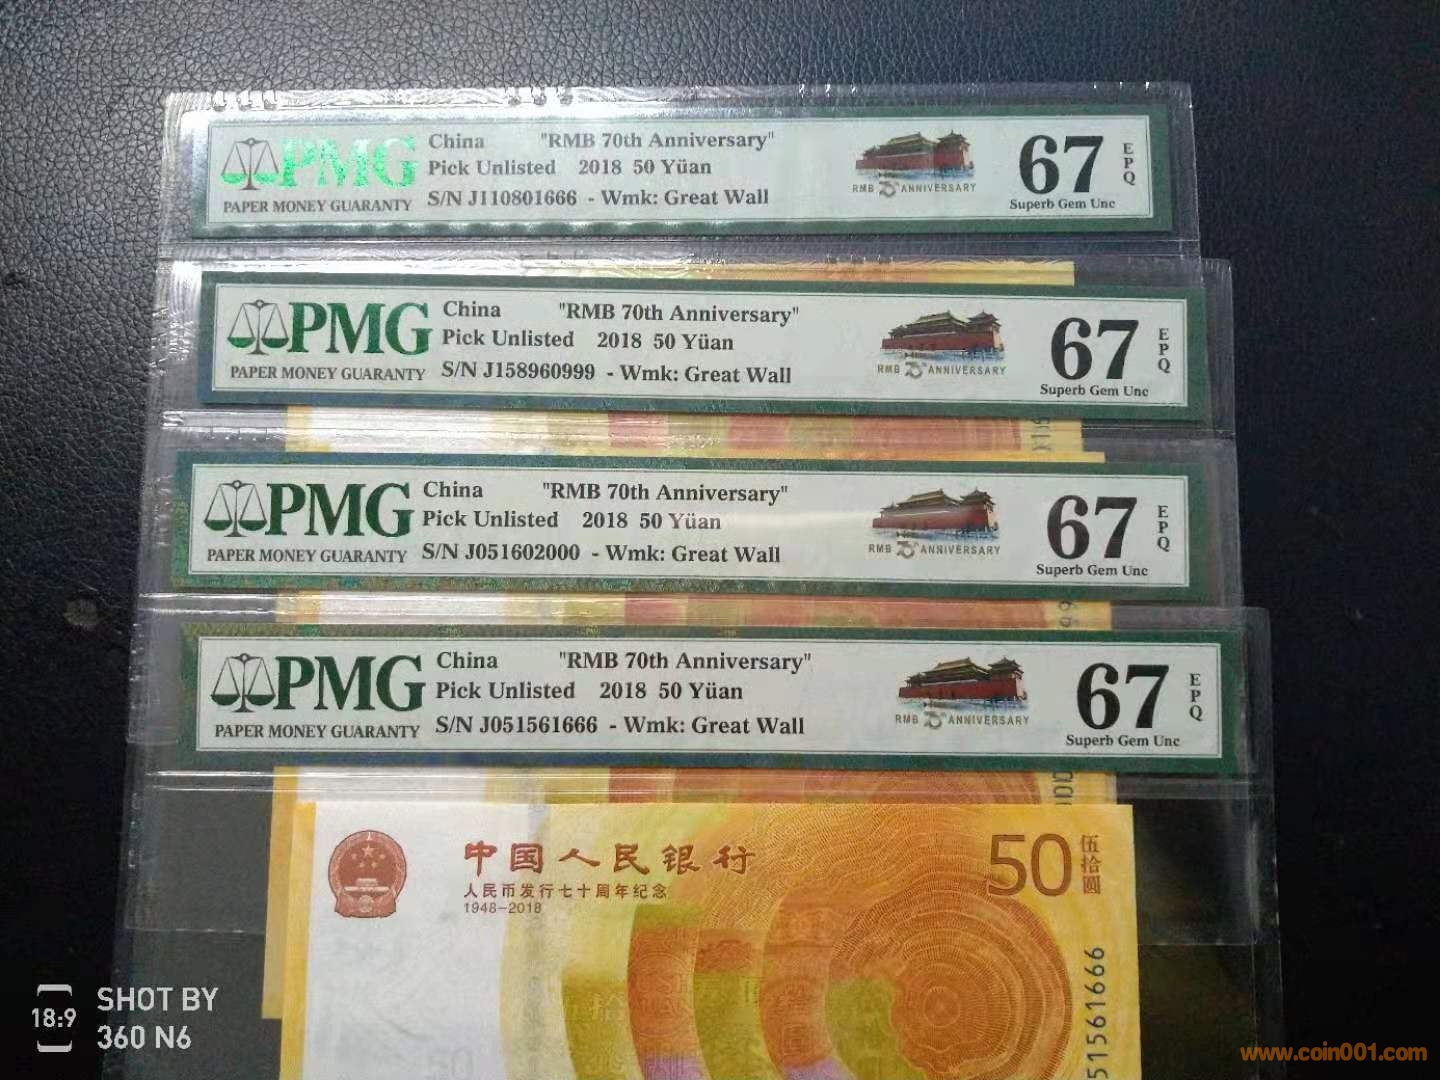 PMG
PAPER MONEY GUARANTY
China "RMB 70th Anniversary"
Pick Unlisted 2018 50 Yüan
S/N J110801666 - Wmk: Great Wall
RMB 70 ANNIVERSARY
67
EPQ
Superb Gem Unc
PMG
PAPER MONEY GUARANTY
China "RMB 70th Anniversary"
Pick Unlisted 2018 50 Yüan
S/N J158960999 - Wmk: Great Wall
RMB 70 ANNIVERSARY
67
EPQ
Superb Gem Unc
PMG
PAPER MONEY GUARANTY
China "RMB 70th Anniversary"
Pick Unlisted 2018 50 Yüan
S/N J051602000 - Wmk: Great Wall
RMB 70 ANNIVERSARY
67
EPQ
Superb Gem Unc
PMG
PAPER MONEY GUARANTY
China "RMB 70th Anniversary"
Pick Unlisted 2018 50 Yüan
S/N J051561666 - Wmk: Great Wall
RMB 70 ANNIVERSARY
67
EPQ
Superb Gem Unc
中国人民银行
人民币发行七十周年纪念
1948-2018
50
伍拾圆
51561666
50
18:9
SHOT BY
360 N6
www.coin001.com